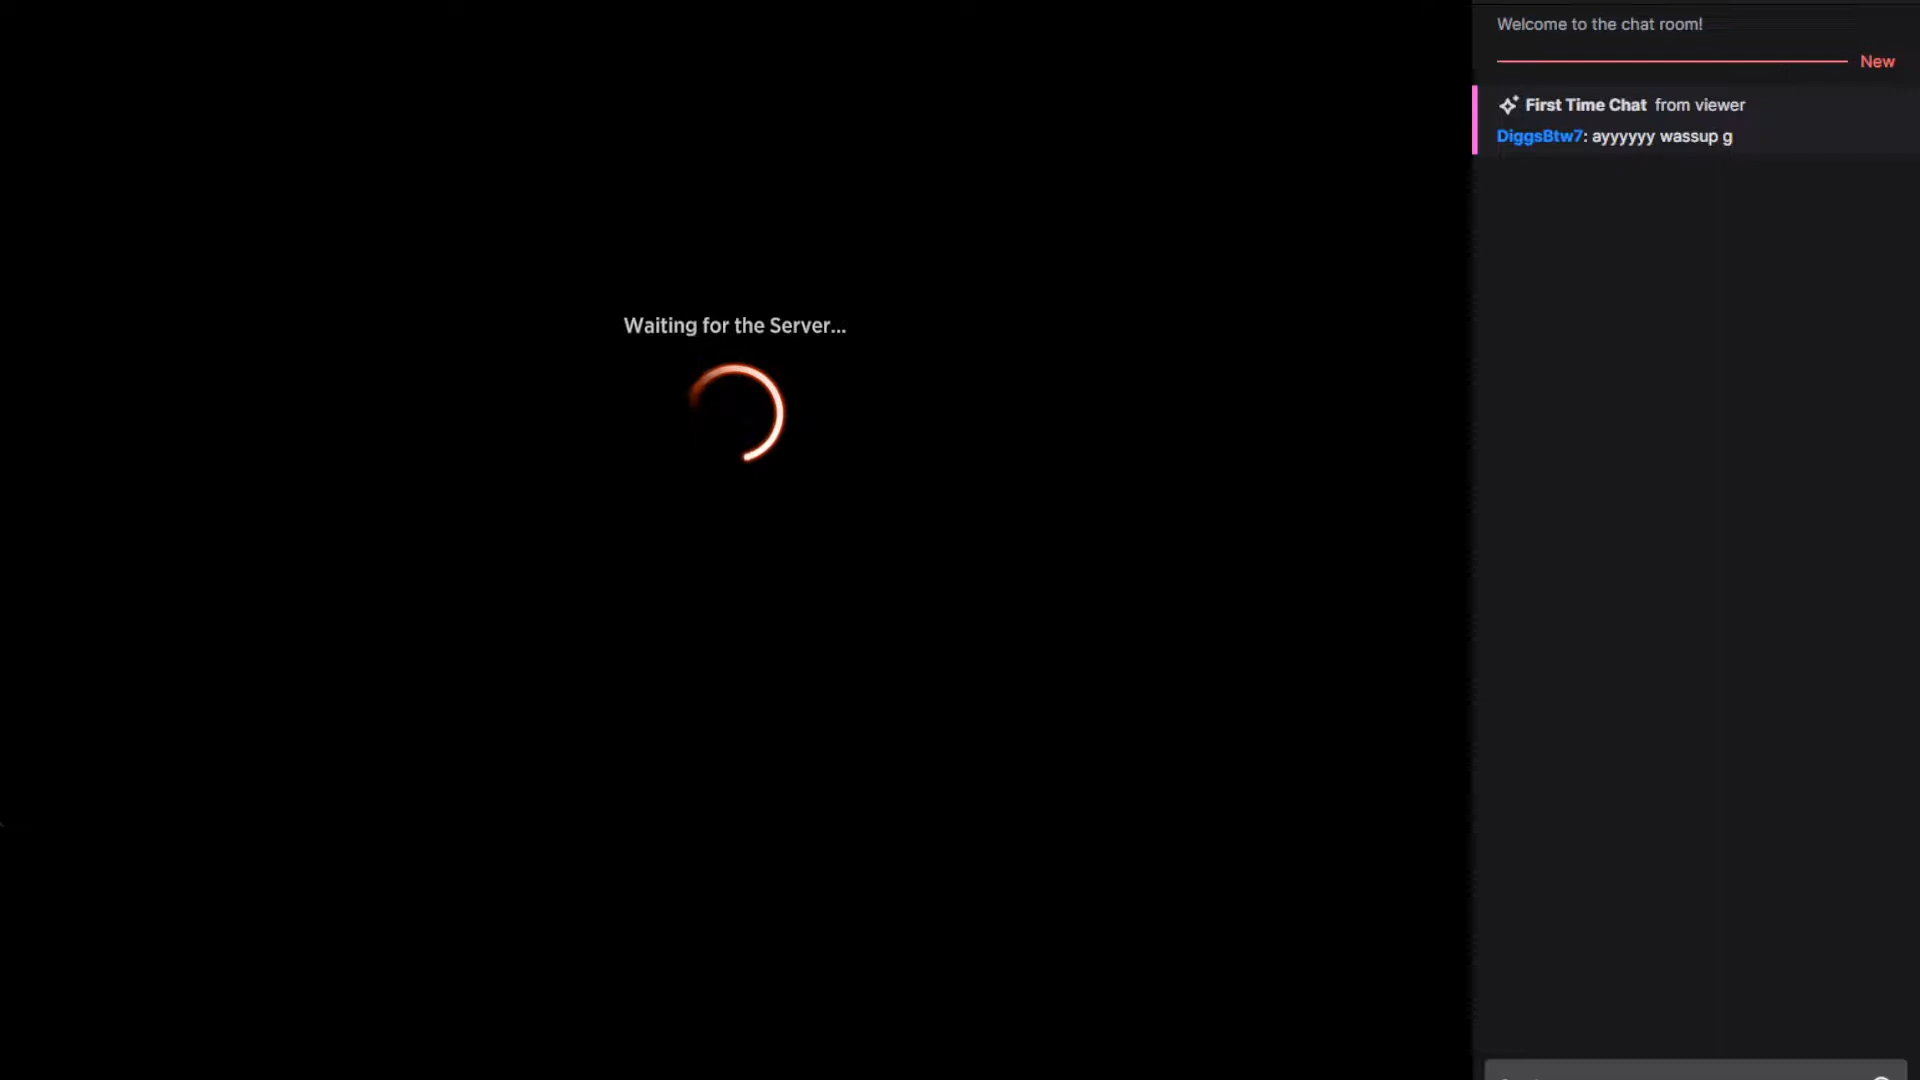 Welcome to the chat room!
New
First Time Chat from viewer
DiggsBtw7: ayyyyyy wassup g
Waiting for the Server...